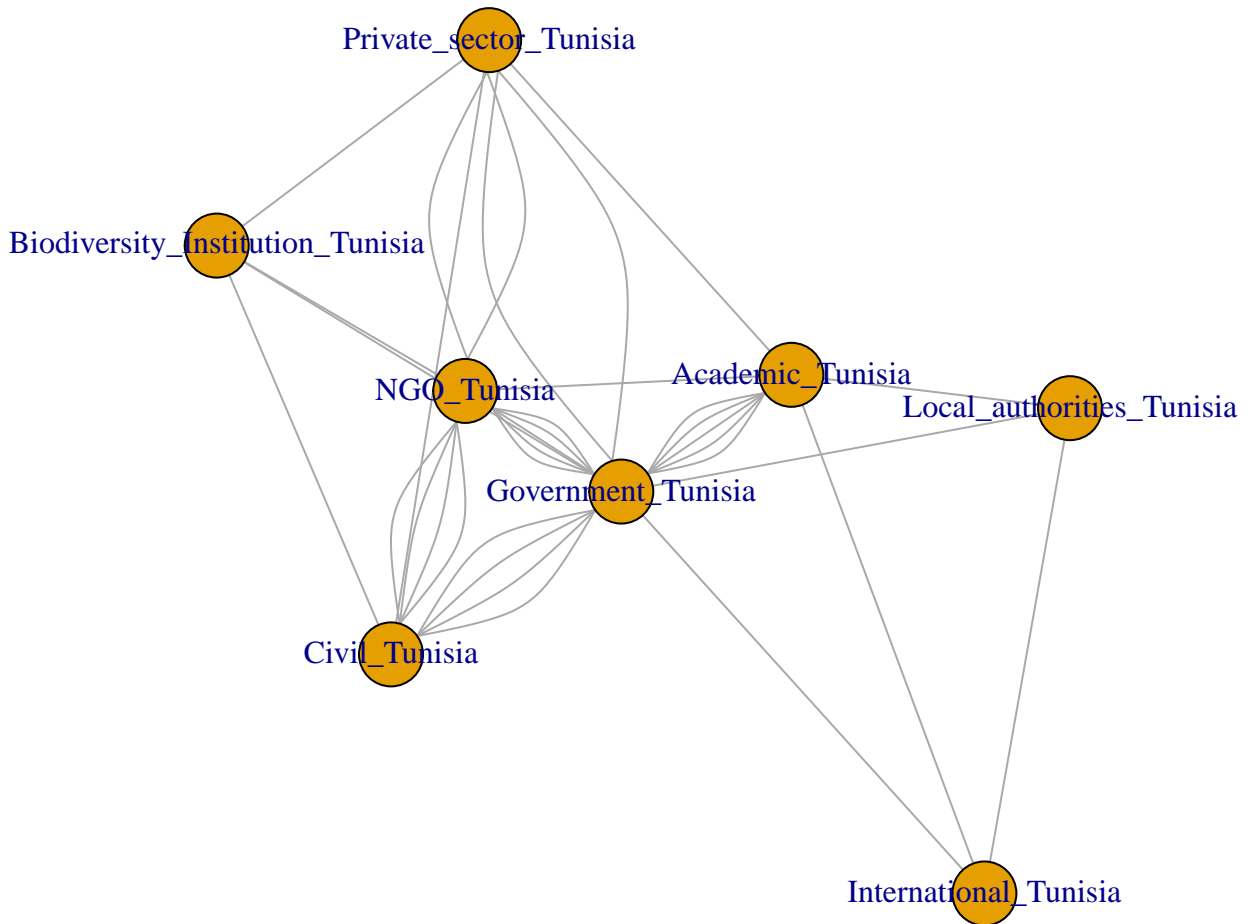 Private_sector_Tunisia
Biodiversity_Institution_Tunisia
Academic_Tunisia
NGO_Tunisia
Local_authorities_Tunisia
Government_Tunisia
Civil_Tunisia
International_Tunisia